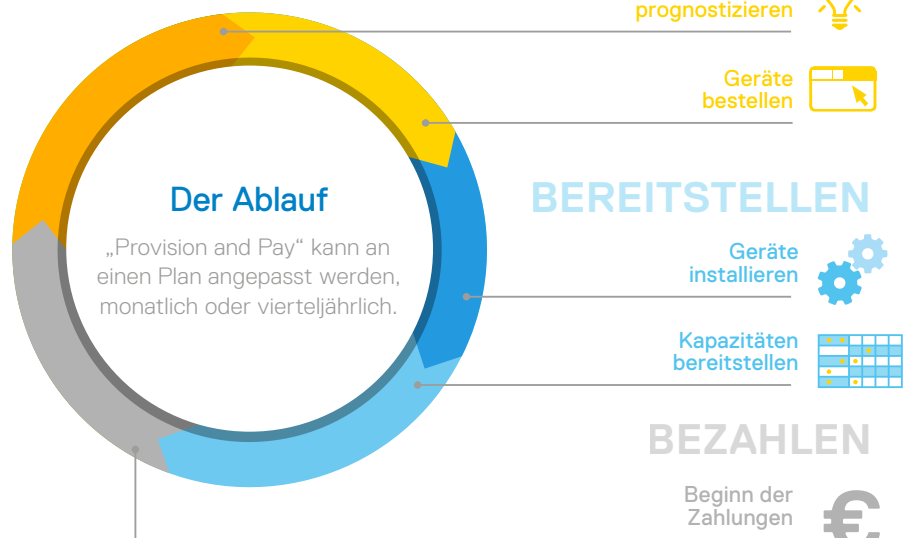 prognostizieren
Geräte
bestellen
BEREITSTELLEN
Der Ablauf
„Provision and Pay“ kann an
einen Plan angepasst werden,
monatlich oder vierteljährlich.
Geräte
installieren
Kapazitäten
bereitstellen
BEZAHLEN
Beginn der
Zahlungen
€